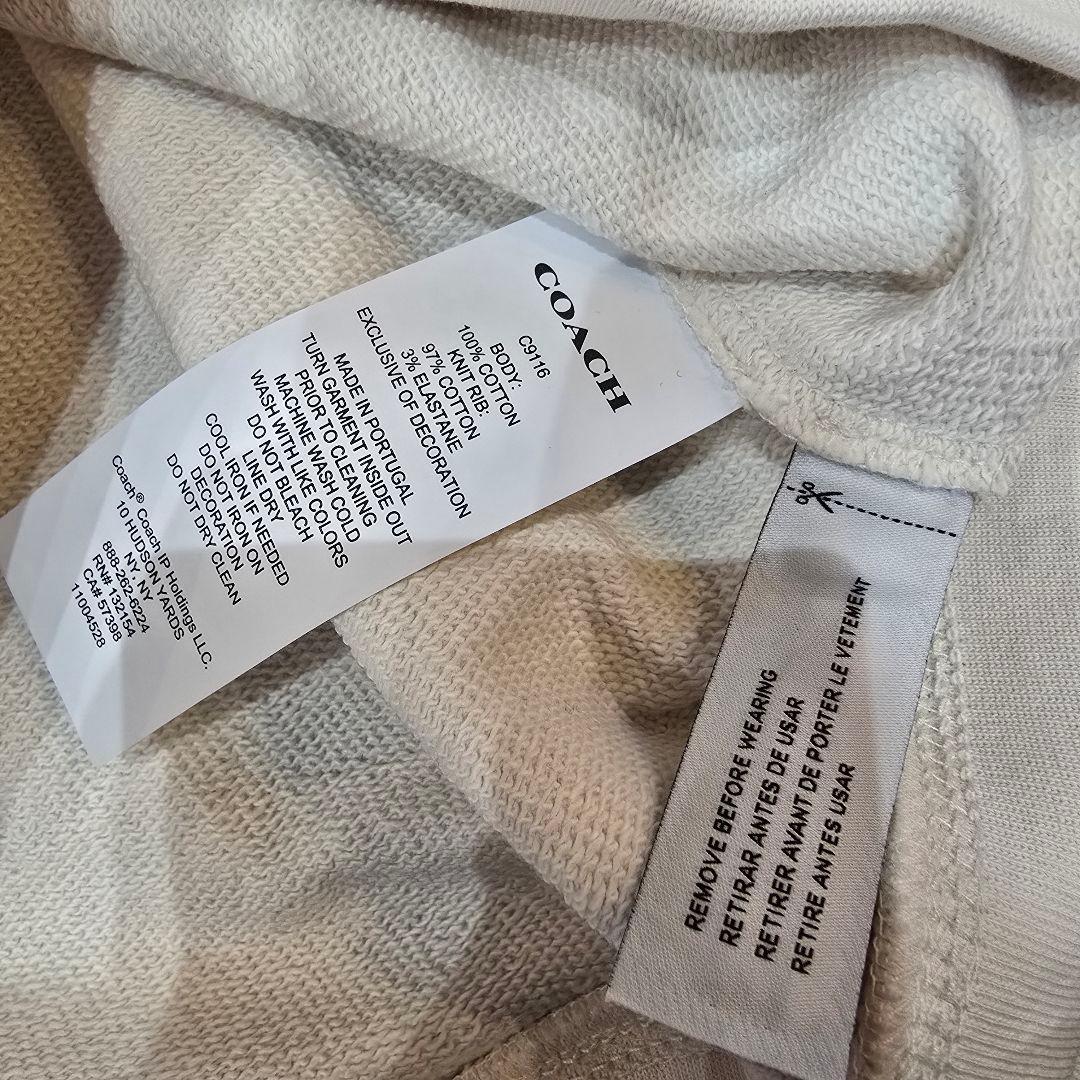 COACH
C9116
BODY:
100% COTTON
KNIT RIB:
97% COTTON
3% ELASTANE
EXCLUSIVE OF DECORATION
MADE IN PORTUGAL
TURN GARMENT INSIDE OUT
PRIOR TO CLEANING
MACHINE WASH COLD
WASH WITH LIKE COLORS
DO NOT BLEACH
LINE DRY
COOL IRON IF NEEDED
DO NOT IRON ON
DECORATION
DO NOT DRY CLEAN
Coach® Coach IP Holdings LLC.
10 HUDSON YARDS
NY, NY
888-262-6224
RN# 132154
CA# 57398
11004528
REMOVE BEFORE WEARING
RETIRAR ANTES DE USAR
RETIRER AVANT DE PORTER LE VETEMENT
RETIRE ANTES USAR